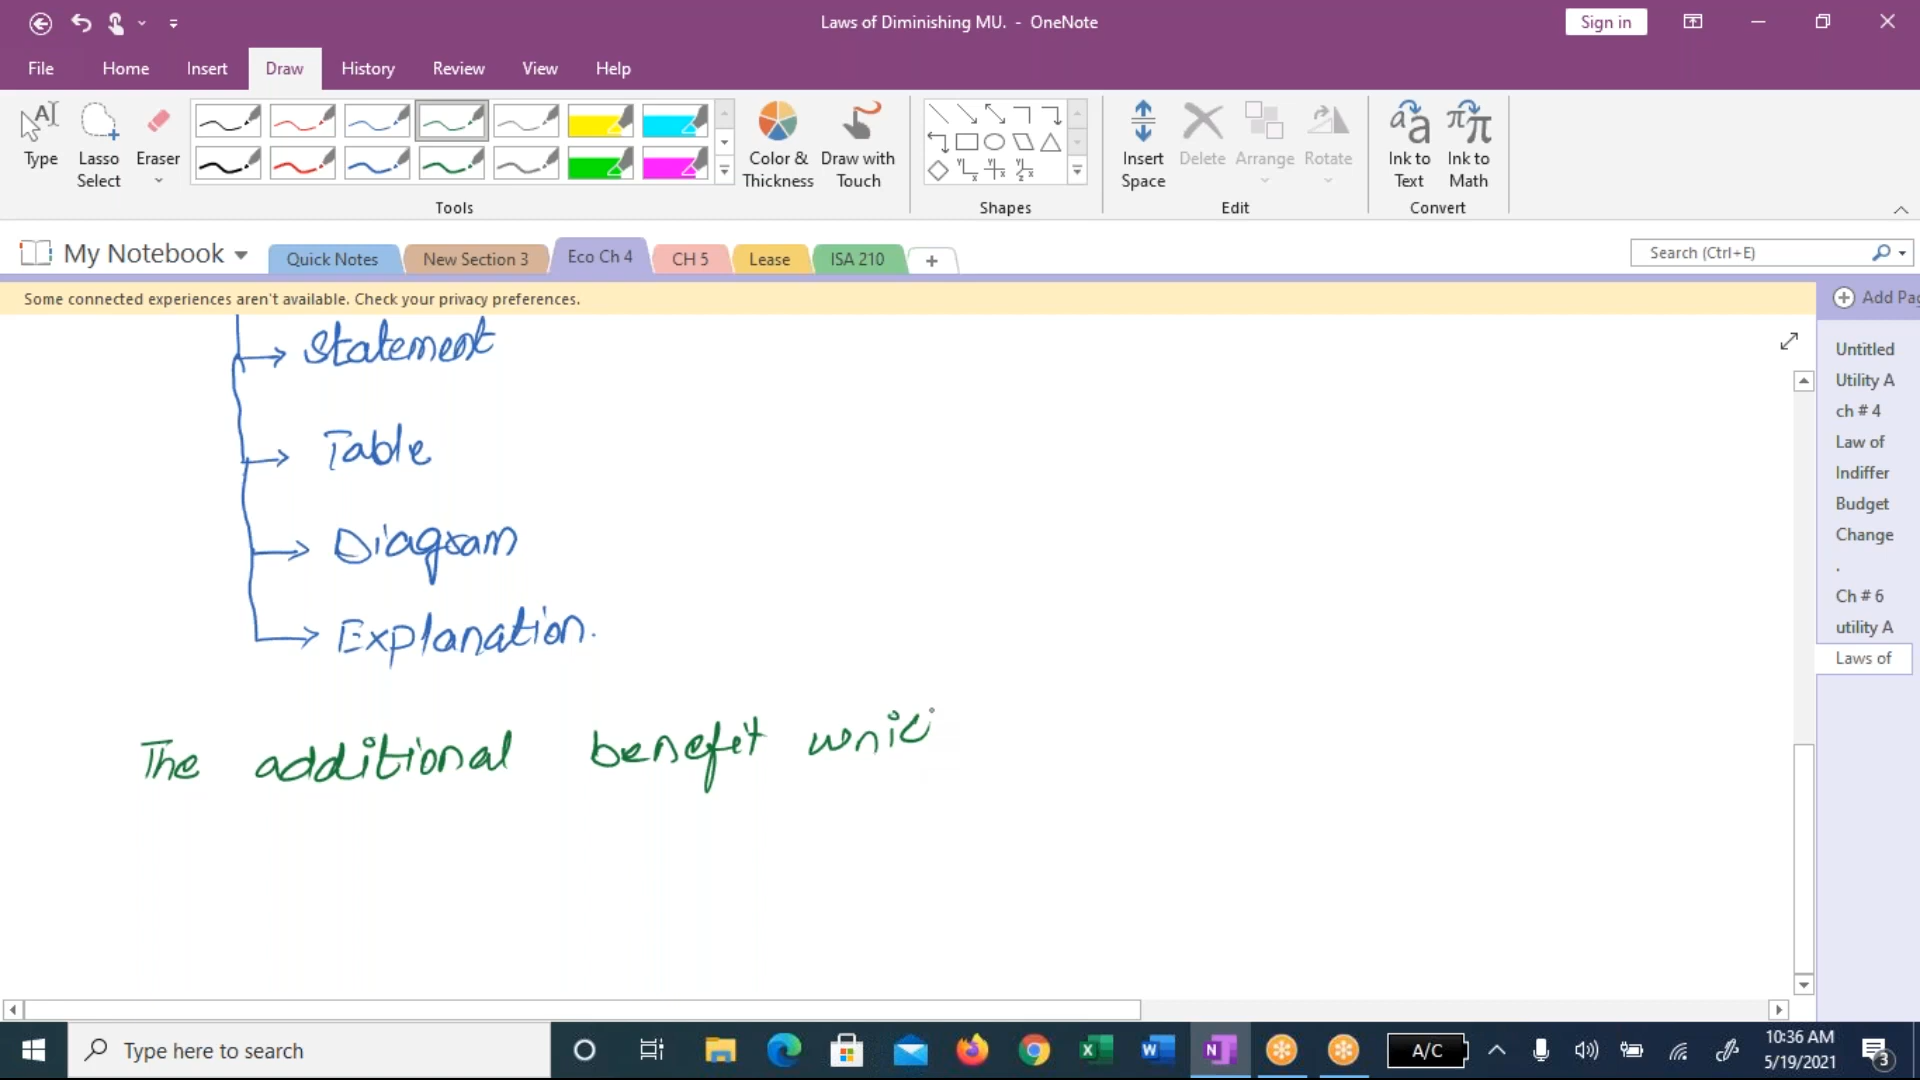 Laws of Diminishing MU. - OneNote
Sign in
File Home Insert Draw History Review View Help
Type Lasso Select Eraser Color & Thickness Draw with Touch Insert Space Delete Arrange Rotate Ink to Text Ink to Math
Tools Shapes Edit Convert
My Notebook Quick Notes New Section 3 Eco Ch 4 CH 5 Lease ISA 210 + Search (Ctrl+E)
Some connected experiences aren't available. Check your privacy preferences.
Add Pag
Untitled
Utility A
ch # 4
Law of
Indiffer
Budget
Change
.
Ch # 6
utility A
Laws of
Statement
Table
Diagram
Explanation.
The additional benefit whic
Type here to search
A/C
10:36 AM
5/19/2021
3